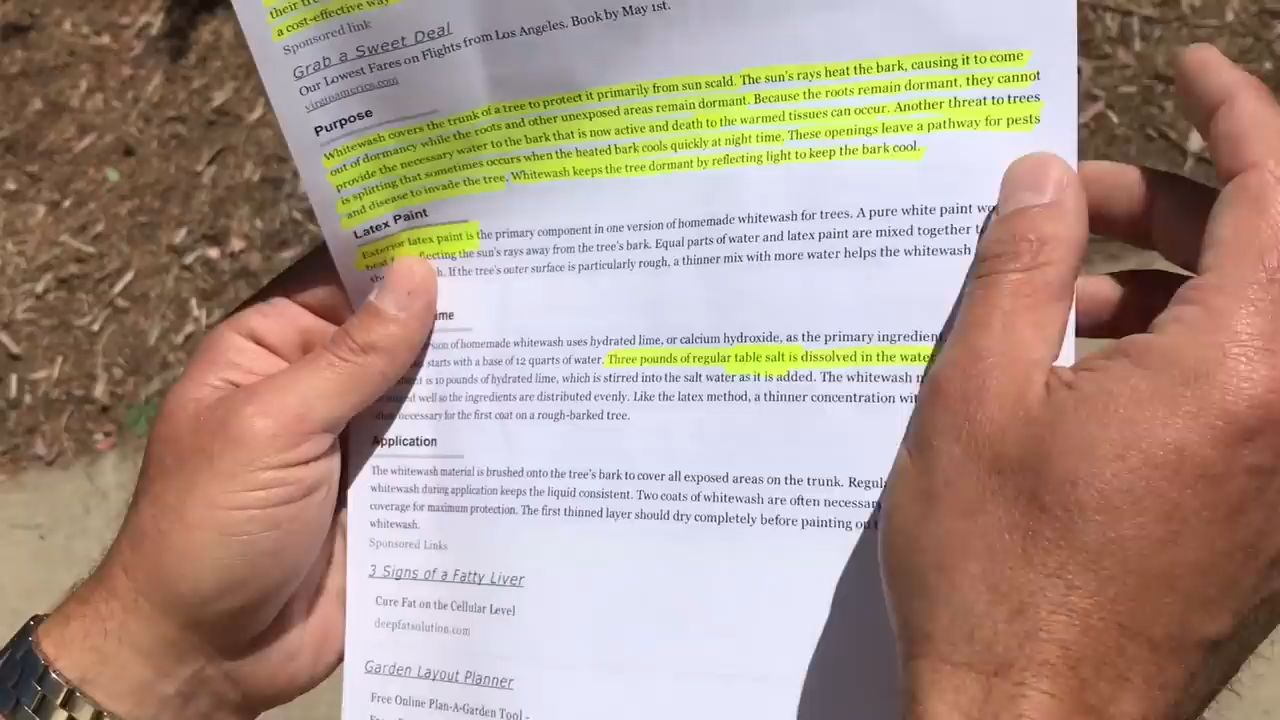 their
a cost-effective way
Sponsored link
Grab a Sweet Deal
Our Lowest Fares on Flights from Los Angeles. Book by May 1st.
virginamerica.com
Purpose
Whitewash covers the trunk of a tree to protect it primarily from sun scald. The sun's rays heat the bark, causing it to come
out of dormancy while the roots and other unexposed areas remain dormant. Because the roots remain dormant, they cannot
provide the necessary water to the bark that is now active and death to the warmed tissues can occur. Another threat to trees
is splitting that sometimes occurs when the heated bark cools quickly at night time. These openings leave a pathway for pests
and disease to invade the tree. Whitewash keeps the tree dormant by reflecting light to keep the bark cool.
Latex Paint
Exterior latex paint is the primary component in one version of homemade whitewash for trees. A pure white paint
best the sun's rays away from the tree's bark. Equal parts of water and latex paint are mixed together
If the tree's outer surface is particularly rough, a thinner mix with more water helps the whitewash
of homemade whitewash uses hydrated lime, or calcium hydroxide, as the primary ingredient
starts with a base of 12 quarts of water. Three pounds of regular table salt is dissolved in the water
is 10 pounds of hydrated lime, which is stirred into the salt water as it is added. The whitewash
well so the ingredients are distributed evenly. Like the latex method, a thinner concentration
necessary for the first coat on a rough-barked tree.
Application
The whitewash material is brushed onto the tree's bark to cover all exposed areas on the trunk.
whitewash during application keeps the liquid consistent. Two coats of whitewash are often
coverage for maximum protection. The first thinned layer should dry completely before painting
whitewash.
Sponsored Links
3 Signs of a Fatty Liver
Cure Fat on the Cellular Level
deepfatsolution.com
Garden Layout Planner
Free Online Plan-A-Garden Tool -